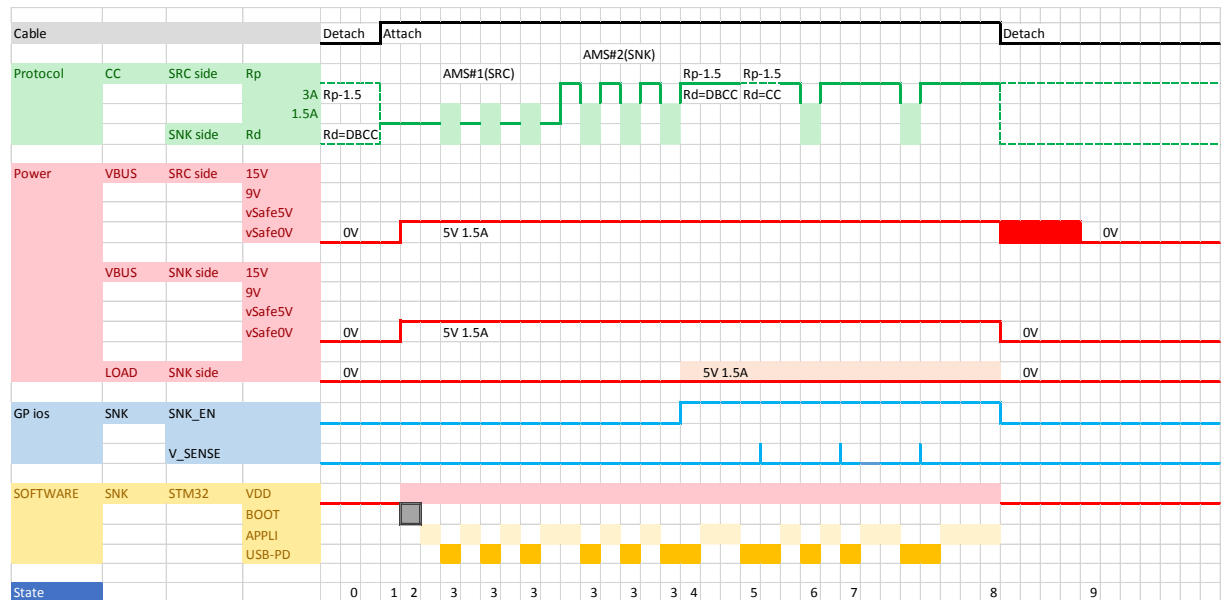 Cable Detach Attach Detach
AMS#2(SNK)
Protocol CC SRC side Rp AMS#1(SRC) Rp-1.5 Rp-1.5
3A Rp-1.5 Rd=DBCC Rd=CC
1.5A
SNK side Rd Rd=DBCC
Power VBUS SRC side 15V
9V
vSafe5V
vSafe0V 0V 5V 1.5A 0V
VBUS SNK side 15V
9V
vSafe5V
vSafe0V 0V 5V 1.5A 0V
LOAD SNK side 0V 5V 1.5A 0V
GP ios SNK SNK_EN
V_SENSE
SOFTWARE SNK STM32 VDD
BOOT
APPLI
USB-PD
State 0 1 2 3 3 3 3 3 3 4 5 6 7 8 9